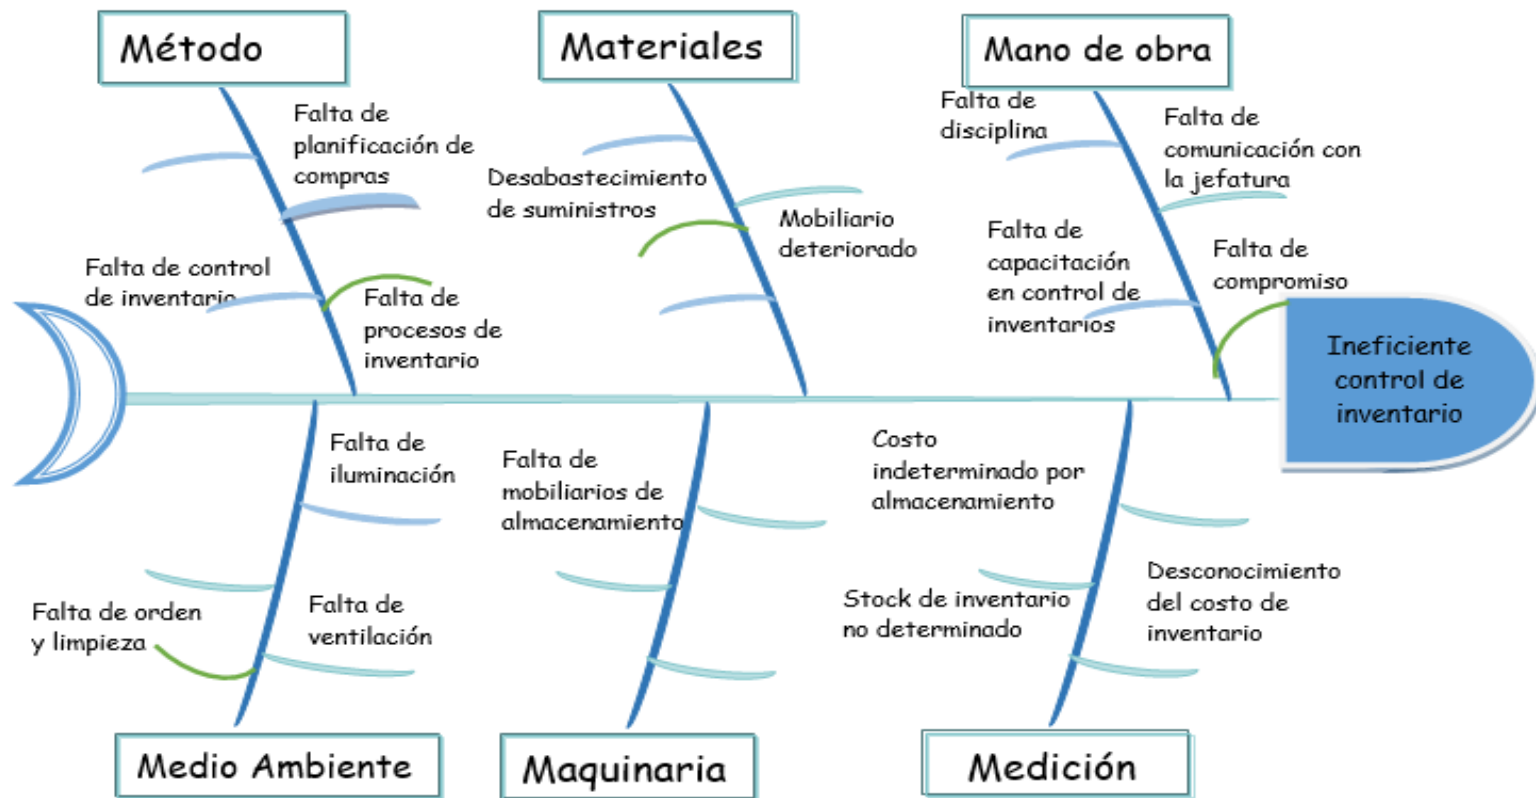 Método
Materiales
Mano de obra
Falta de
planificación de
compras
Falta de control
de inventario
Falta de
procesos de
inventario
Desabastecimiento
de suministros
Mobiliario
deteriorado
Falta de
disciplina
Falta de
comunicación con
la jefatura
Falta de
capacitación
en control de
inventarios
Falta de
compromiso
Ineficiente
control de
inventario
Falta de
iluminación
Falta de orden
y limpieza
Falta de
ventilación
Falta de
mobiliarios de
almacenamiento
Costo
indeterminado por
almacenamiento
Stock de inventario
no determinado
Desconocimiento
del costo de
inventario
Medio Ambiente
Maquinaria
Medición